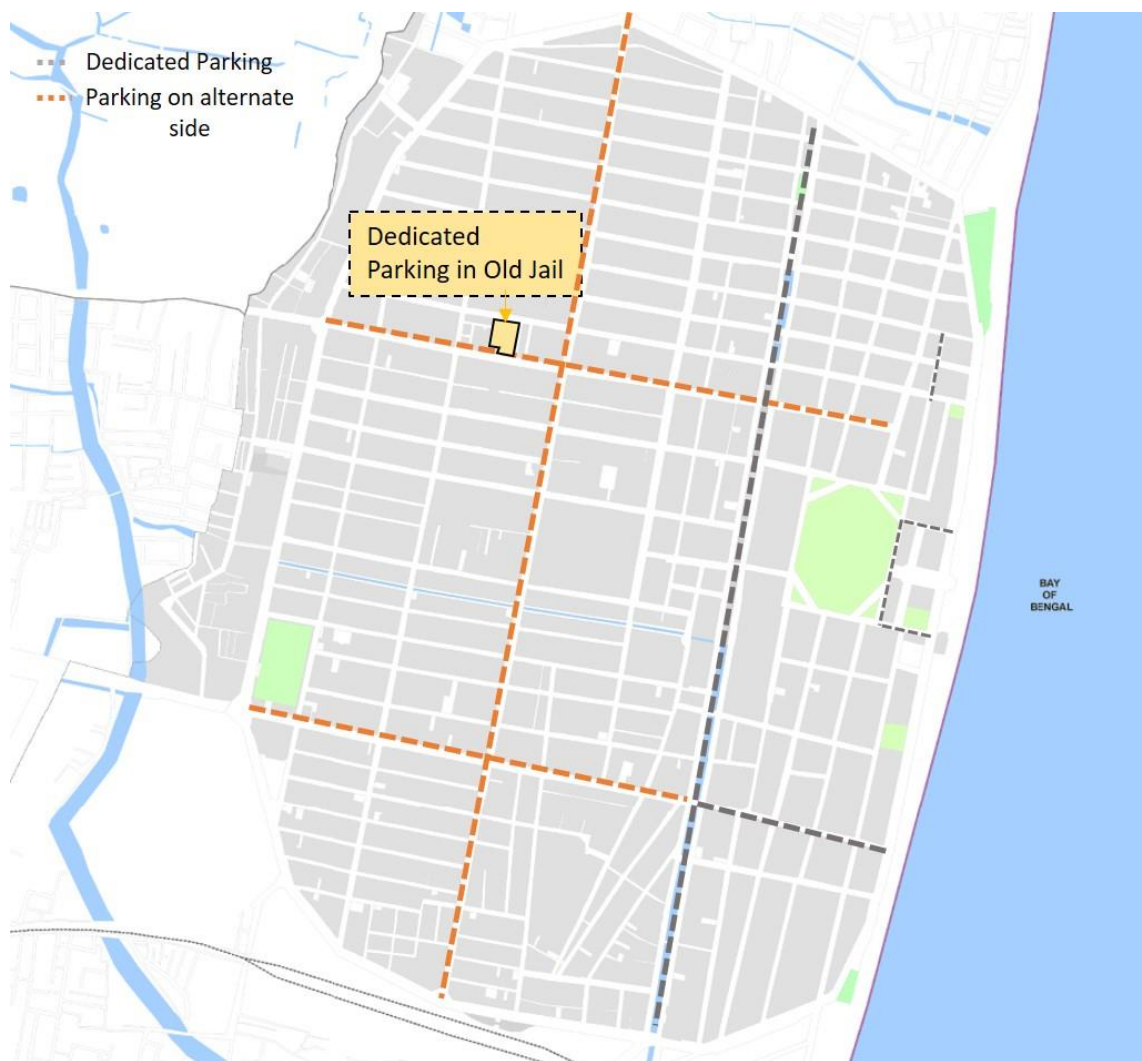 Dedicated Parking
Parking on alternate
side
Dedicated
Parking in Old Jail
BAY
OF
BENGAL